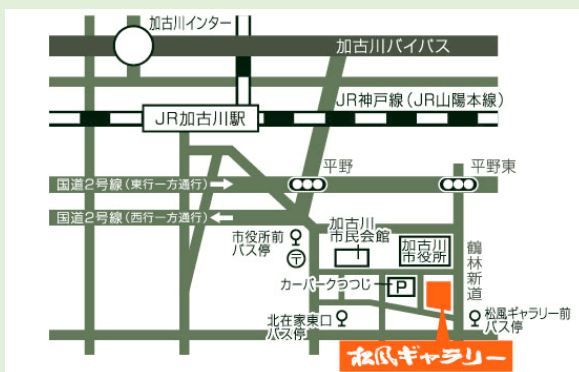 加古川インター
加古川バイパス
JR神戸線(JR山陽本線)
JR加古川駅
平野
平野東
国道2号線(東行一方通行)→
国道2号線(西行一方通行)←
市役所前
バス停
〒
加古川
市民会館
加古川
市役所
鶴林新道
カーパークつつじ
P
北在家東口
バス停
松風ギャラリー前
バス停
松風ギャラリー